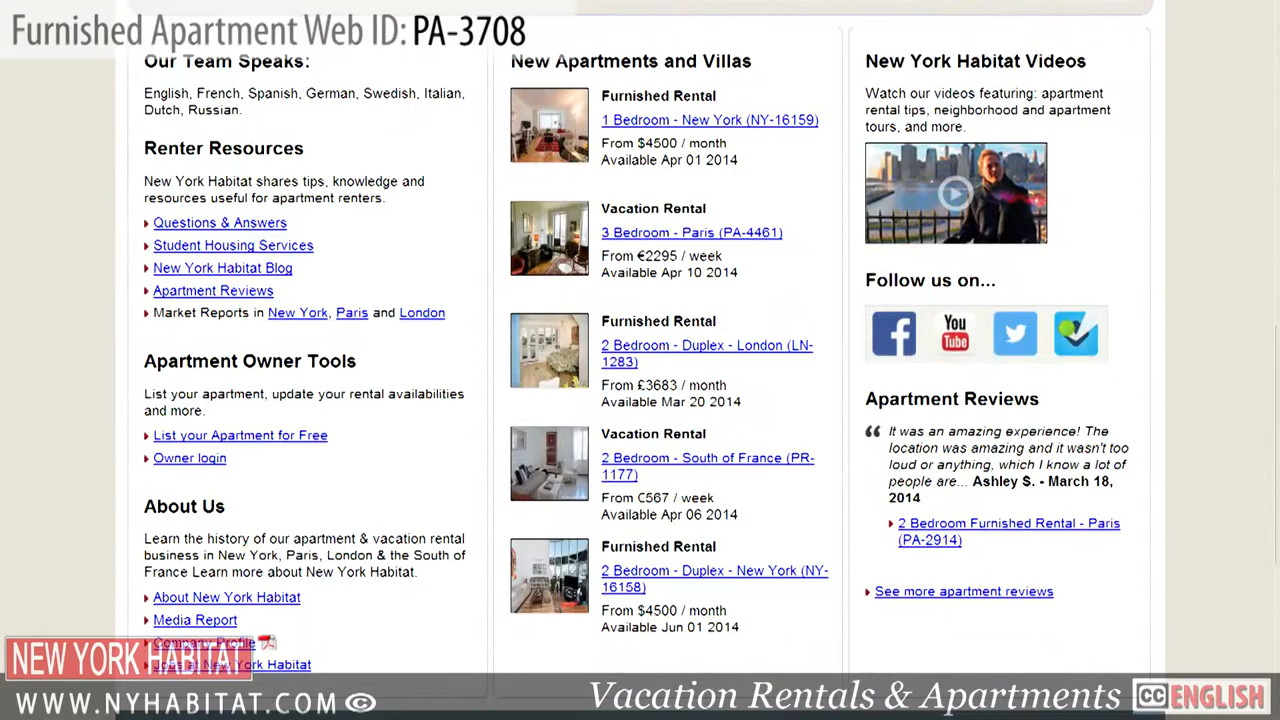 Furnished Apartment Web ID: PA-3708
Our Team Speaks:
English, French, Spanish, German, Swedish, Italian,
Dutch, Russian.
Renter Resources
New York Habitat shares tips, knowledge and
resources useful for apartment renters.
Questions & Answers
Student Housing Services
New York Habitat Blog
Apartment Reviews
Market Reports in New York, Paris and London
Apartment Owner Tools
List your apartment, update your rental availabilities
and more.
List your Apartment for Free
Owner login
About Us
Learn the history of our apartment & vacation rental
business in New York, Paris, London & the South of
France Learn more about New York Habitat.
About New York Habitat
Media Report
Company Profile
Jobs at New York Habitat
New Apartments and Villas
Furnished Rental
1 Bedroom - New York (NY-16159)
From $4500 / month
Available Apr 01 2014
Vacation Rental
3 Bedroom - Paris (PA-4461)
From €2295 / week
Available Apr 10 2014
Furnished Rental
2 Bedroom - Duplex - London (LN-
1283)
From £3683 / month
Available Mar 20 2014
Vacation Rental
2 Bedroom - South of France (PR-
1177)
From €567 / week
Available Apr 06 2014
Furnished Rental
2 Bedroom - Duplex - New York (NY-
16158)
From $4500 / month
Available Jun 01 2014
New York Habitat Videos
Watch our videos featuring: apartment
rental tips, neighborhood and apartment
tours, and more.
Follow us on...
You
Tube
Apartment Reviews
It was an amazing experience! The
location was amazing and it wasn't too
loud or anything, which I know a lot of
people are... Ashley S. - March 18,
2014
2 Bedroom Furnished Rental - Paris
(PA-2914)
See more apartment reviews
NEW YORK HABITAT
WWW.NYHABITAT.COM ©
Vacation Rentals & Apartments
CC ENGLISH